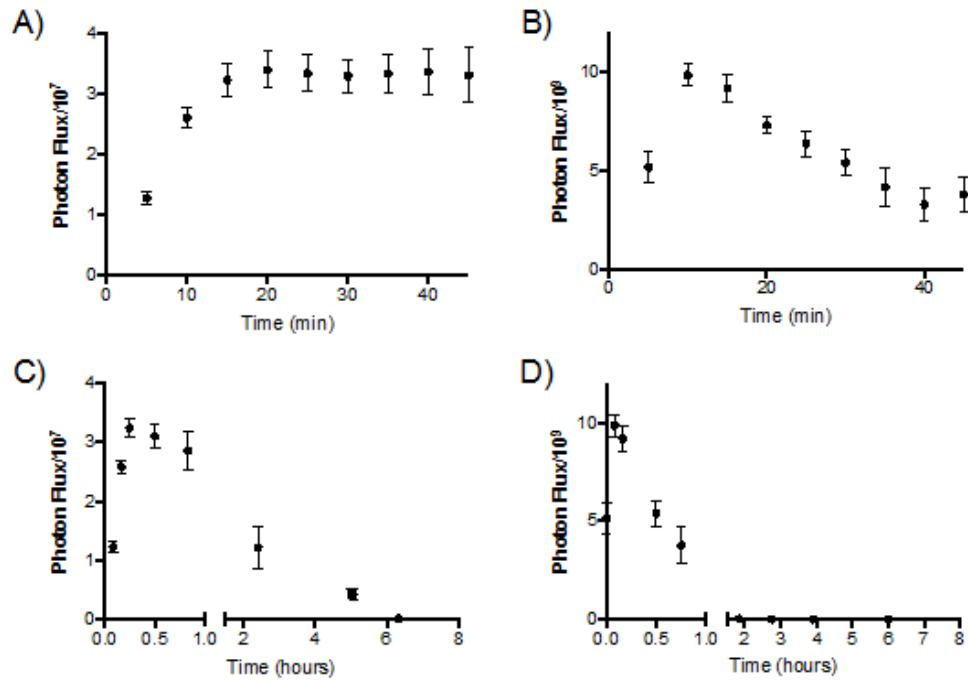 A)
Photon Flux/10⁷
4
3
2
1
0
0 10 20 30 40
Time (min)
B)
Photon Flux/10⁹
10
5
0
0 20 40
Time (min)
C)
Photon Flux/10⁷
4
3
2
1
0
0.0 0.5 1.0 2 4 6 8
Time (hours)
D)
Photon Flux/10⁹
10
5
0
0.0 0.5 1.0 2 3 4 5 6 7 8
Time (hours)